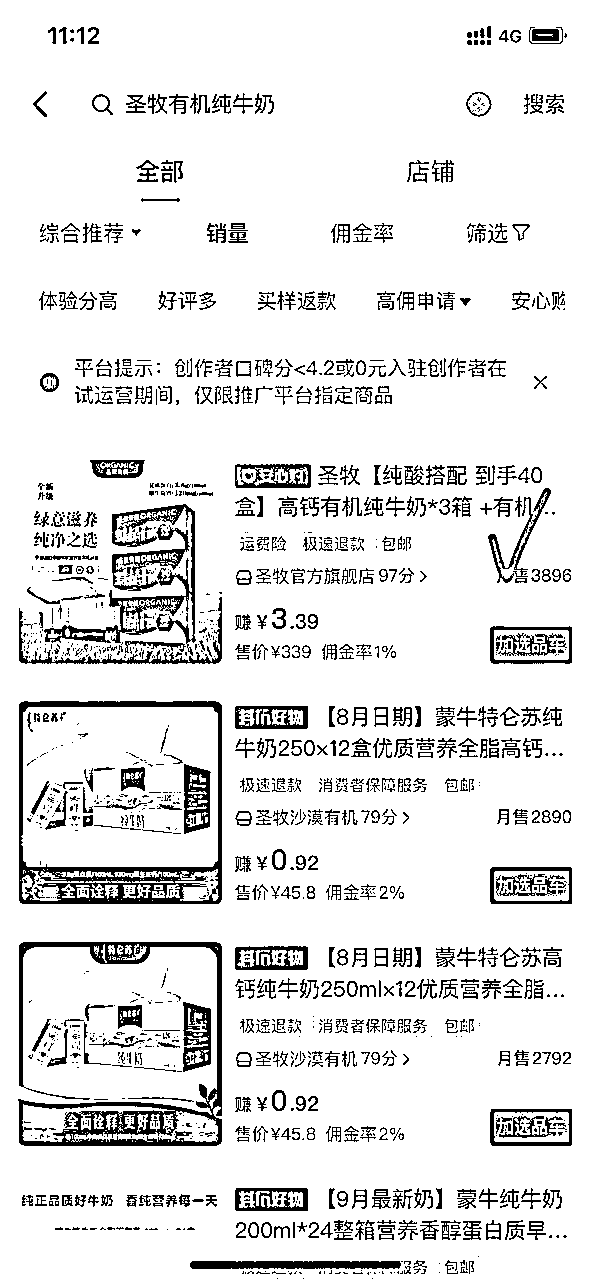 11:12
4G
圣牧有机纯牛奶
搜索
全部
店铺
综合推荐
销量
佣金率
筛选
体验分高
好评多
买样返款
高佣申请
安心购
平台提示：创作者口碑分<4.2或0元入驻创作者在
试运营期间，仅限推广平台指定商品
ORGANIC
全新
升级
绿意滋养
纯净之选
安心购 圣牧【纯酸搭配 到手40
盒】高钙有机纯牛奶*3箱 +有机...
运费险 极速退款 包邮
圣牧官方旗舰店 97分
月售3896
赚 ¥3.39
售价¥339 佣金率1%
加选品车
【8月日期】蒙牛特仑苏纯
牛奶250×12盒优质营养全脂高钙...
极速退款 消费者保障服务 包邮
圣牧沙漠有机 79分
月售2890
赚 ¥0.92
售价¥45.8 佣金率2%
加选品车
全面诠释 更好品质
【8月日期】蒙牛特仑苏高
钙纯牛奶250ml×12优质营养全脂...
极速退款 消费者保障服务 包邮
圣牧沙漠有机 79分
月售2792
赚 ¥0.92
售价¥45.8 佣金率2%
加选品车
全面诠释 更好品质
纯正品质好牛奶 香纯营养每一天
【9月最新奶】蒙牛纯牛奶
200ml*24整箱营养香醇蛋白质早...
极速退款 消费者保障服务 包邮